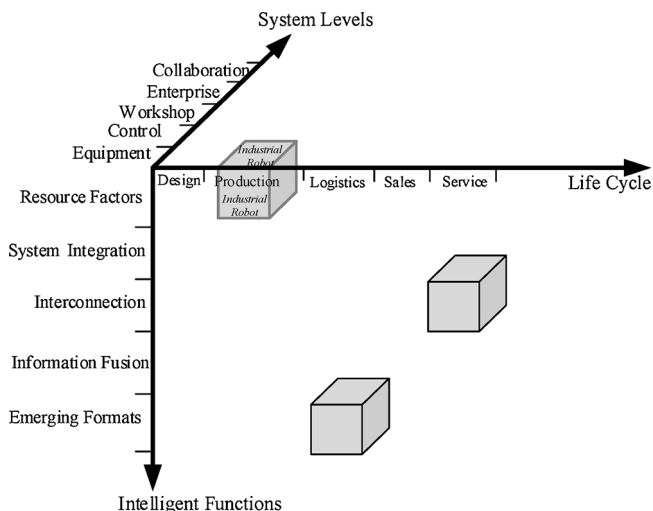 System Levels
Collaboration
Enterprise
Workshop
Control
Equipment
Industrial
Robot
Design
Production
Logistics
Sales
Service
Life Cycle
Industrial
Robot
Resource Factors
System Integration
Interconnection
Information Fusion
Emerging Formats
Intelligent Functions